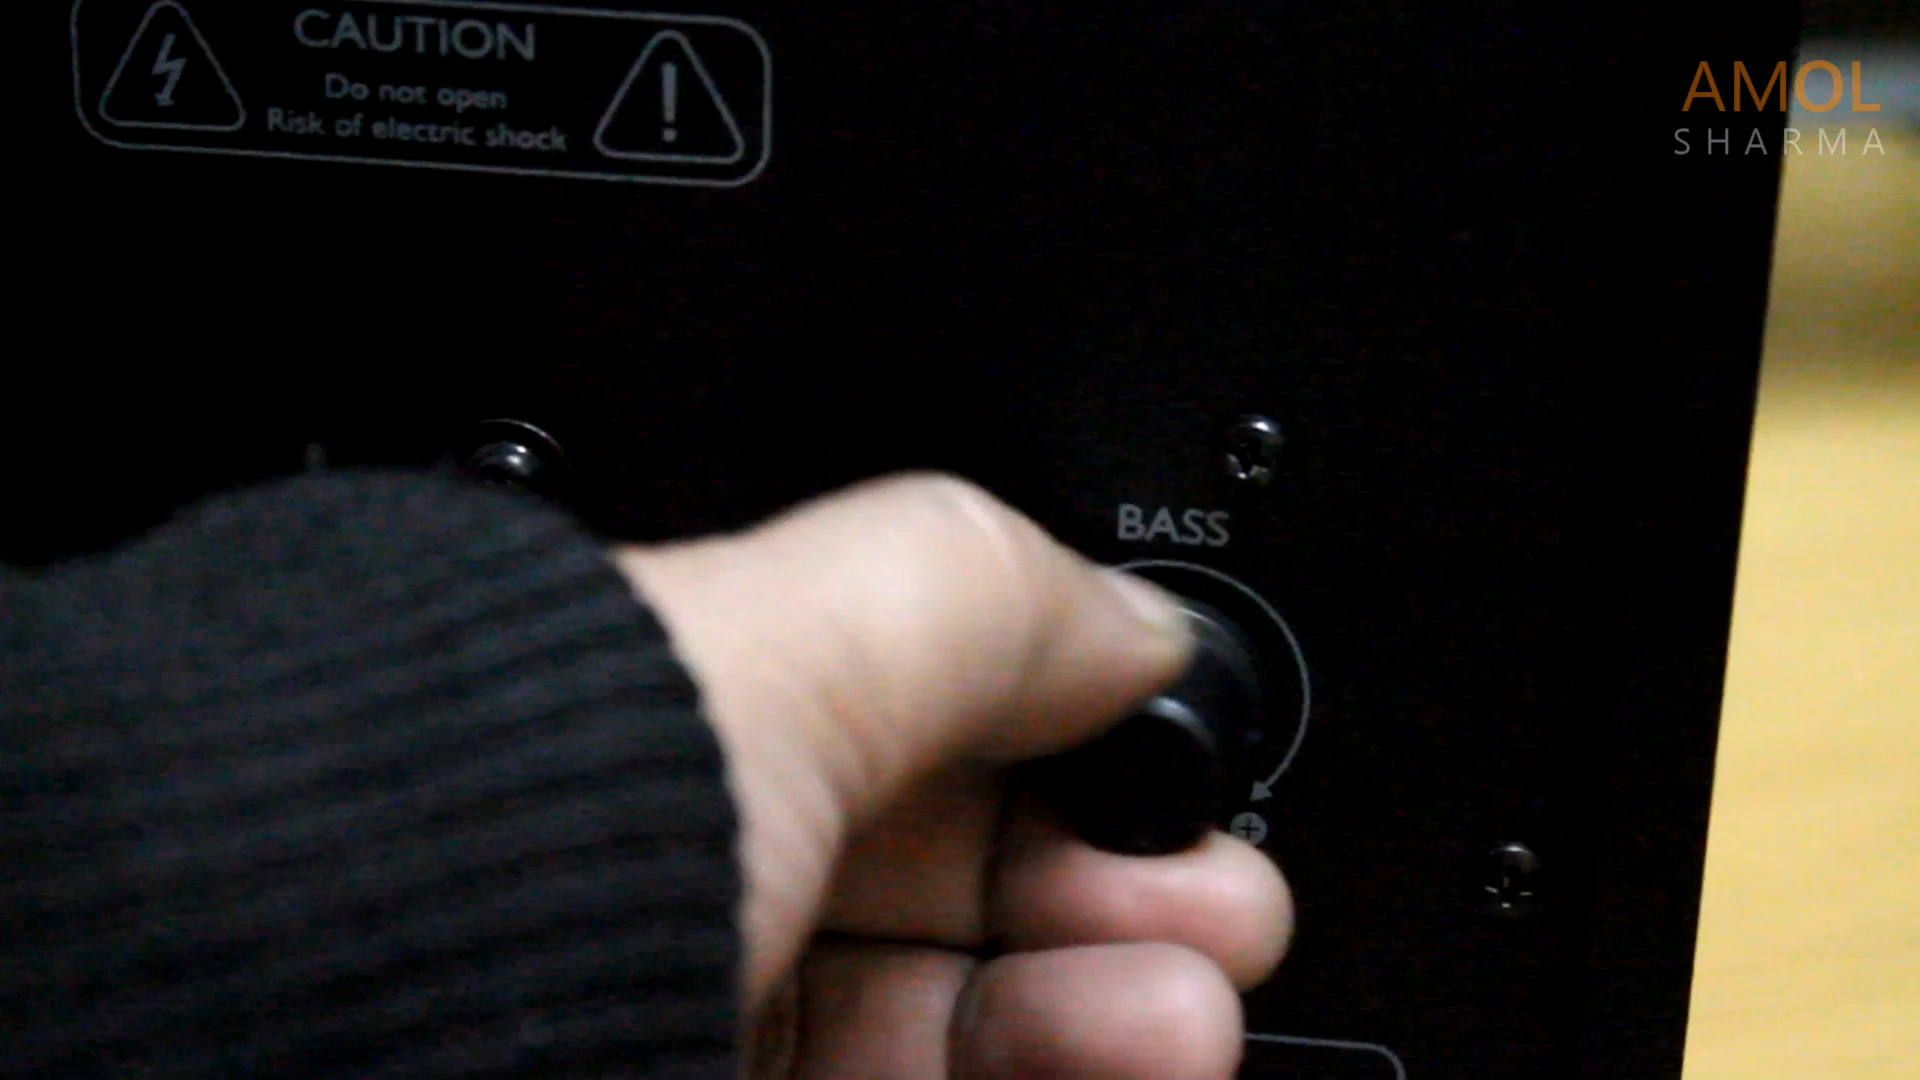 CAUTION
Do not open
Risk of electric shock
AMOL
SHARMA
BASS